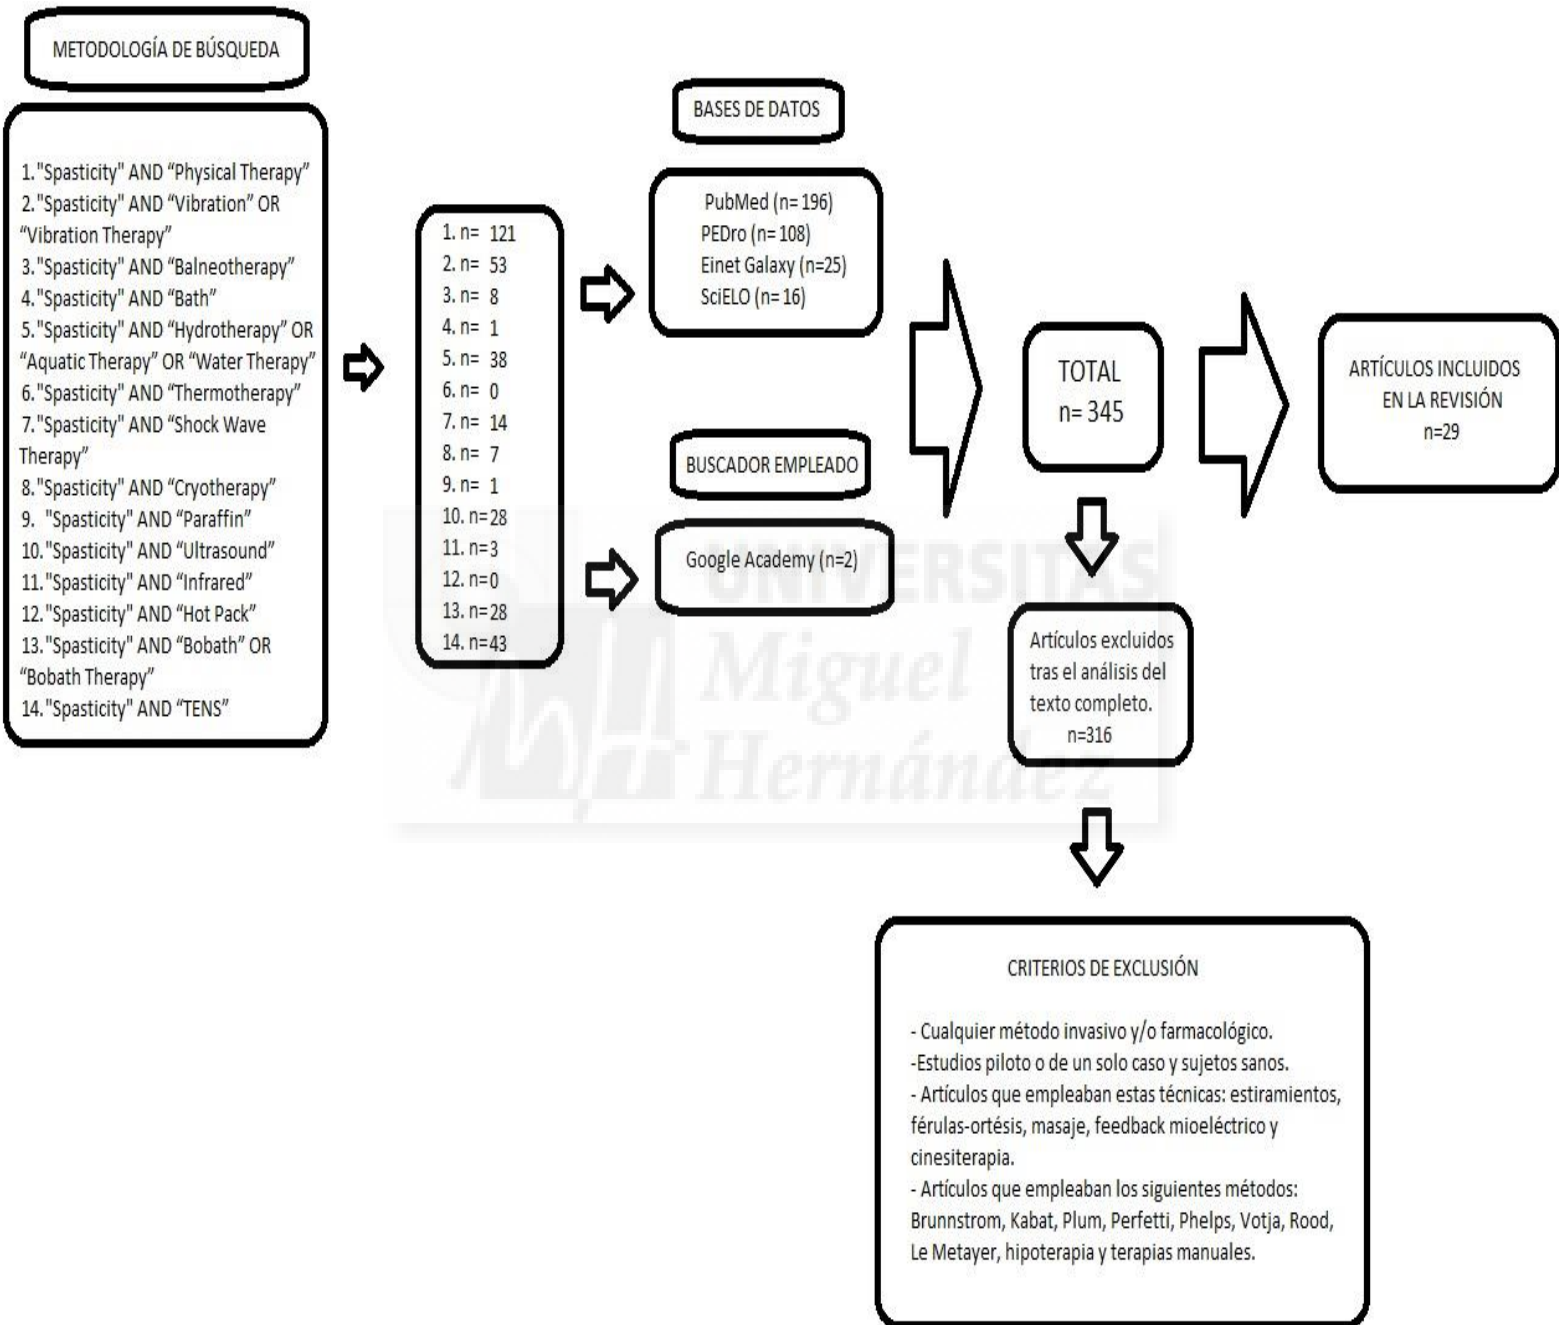 METODOLOGÍA DE BÚSQUEDA
1. "Spasticity" AND “Physical Therapy”
2. "Spasticity" AND “Vibration” OR
“Vibration Therapy”
3. "Spasticity" AND “Balneotherapy”
4. "Spasticity" AND “Bath”
5. "Spasticity" AND “Hydrotherapy” OR
“Aquatic Therapy” OR “Water Therapy”
6. "Spasticity" AND “Thermotherapy”
7. "Spasticity" AND “Shock Wave
Therapy”
8. "Spasticity" AND “Cryotherapy”
9. "Spasticity" AND “Paraffin”
10. "Spasticity" AND “Ultrasound”
11. "Spasticity" AND “Infrared”
12. "Spasticity" AND “Hot Pack”
13. "Spasticity" AND “Bobath” OR
“Bobath Therapy”
14. "Spasticity" AND “TENS”
1. n= 121
2. n= 53
3. n= 8
4. n= 1
5. n= 38
6. n= 0
7. n= 14
8. n= 7
9. n= 1
10. n=28
11. n=3
12. n=0
13. n=28
14. n=43
BASES DE DATOS
PubMed (n= 196)
PEDro (n= 108)
Einet Galaxy (n=25)
SciELO (n= 16)
BUSCADOR EMPLEADO
Google Academy (n=2)
TOTAL
n= 345
ARTÍCULOS INCLUIDOS
EN LA REVISIÓN
n=29
Artículos excluidos
tras el análisis del
texto completo.
n=316
CRITERIOS DE EXCLUSIÓN
- Cualquier método invasivo y/o farmacológico.
-Estudios piloto o de un solo caso y sujetos sanos.
- Artículos que empleaban estas técnicas: estiramientos,
férulas-ortésis, masaje, feedback mioeléctrico y
cinesiterapia.
- Artículos que empleaban los siguientes métodos:
Brunnstrom, Kabat, Plum, Perfetti, Phelps, Votja, Rood,
Le Metayer, hipoterapia y terapias manuales.
UNIVERSITAS
Miguel
Hernández